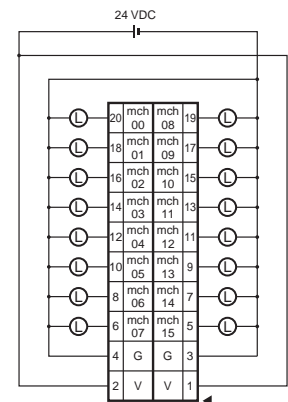 24 VDC
L 20 mch 00 mch 08 19 L
L 18 mch 01 mch 09 17 L
L 16 mch 02 mch 10 15 L
L 14 mch 03 mch 11 13 L
L 12 mch 04 mch 12 11 L
L 10 mch 05 mch 13 9 L
L 8 mch 06 mch 14 7 L
L 6 mch 07 mch 15 5 L
4 G G 3
2 V V 1